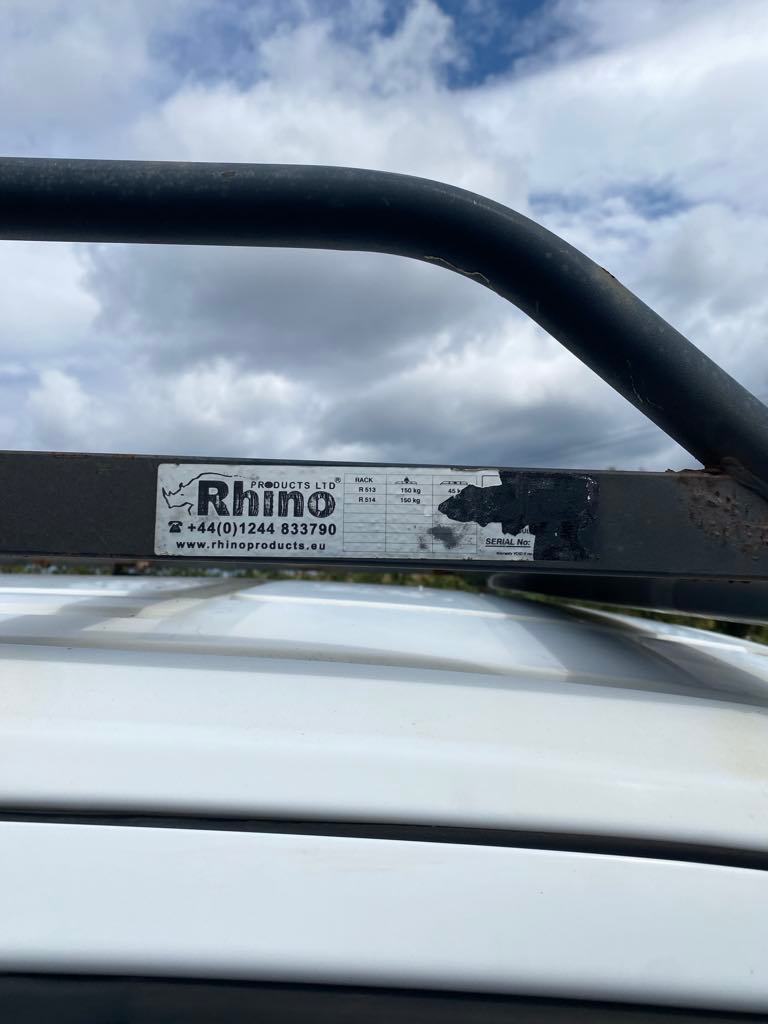 PRODUCTS LTD
Rhino®
+44(0)1244 833790
www.rhinoproducts.eu
RACK
R 513 150 kg 45
R 514 150 kg
SERIAL No: